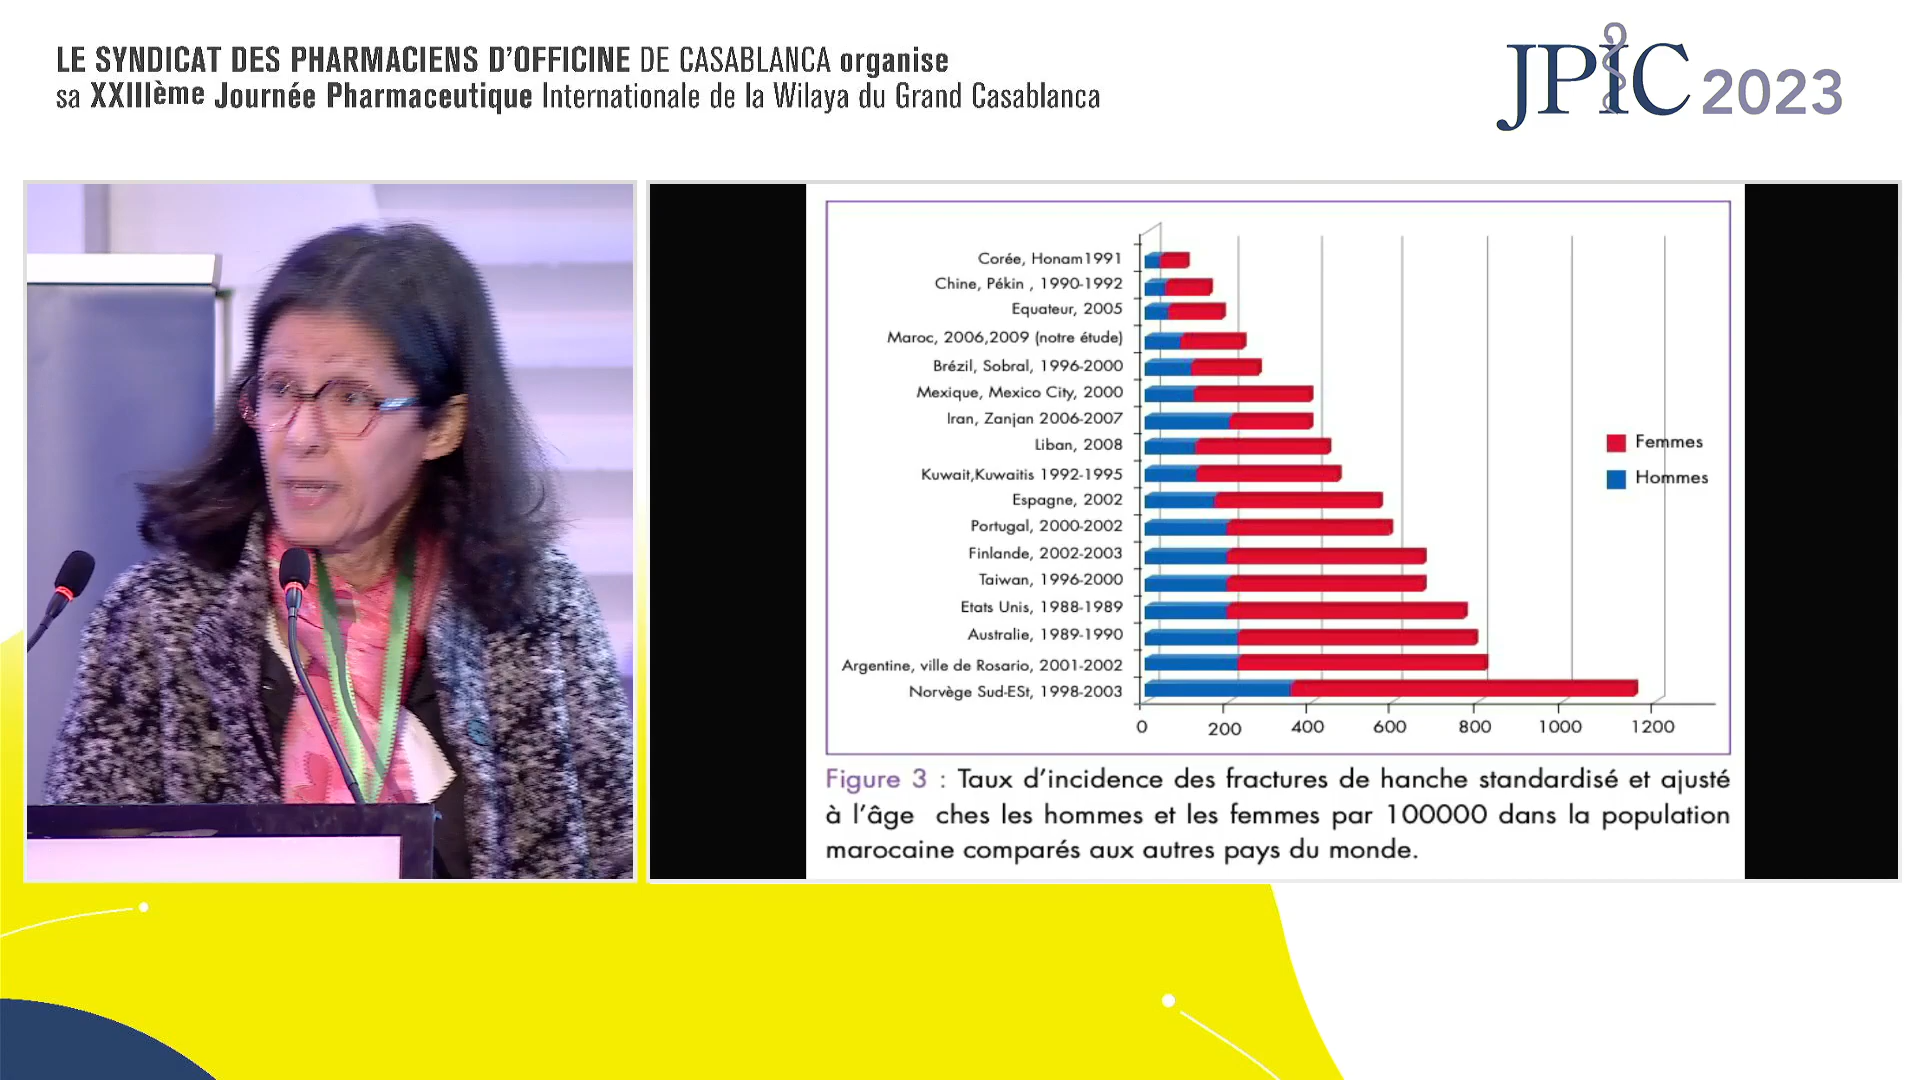 LE SYNDICAT DES PHARMACIENS D'OFFICINE DE CASABLANCA organise
sa XXIIIème Journée Pharmaceutique Internationale de la Wilaya du Grand Casablanca
JPIC 2023
Corée, Honam1991
Chine, Pékin , 1990-1992
Equateur, 2005
Maroc, 2006,2009 (notre étude)
Brézil, Sobral, 1996-2000
Mexique, Mexico City, 2000
Iran, Zanjan 2006-2007
Liban, 2008
Kuwait,Kuwaitis 1992-1995
Espagne, 2002
Portugal, 2000-2002
Finlande, 2002-2003
Taiwan, 1996-2000
Etats Unis, 1988-1989
Australie, 1989-1990
Argentine, ville de Rosario, 2001-2002
Norvège Sud-ESt, 1998-2003
Femmes
Hommes
0 200 400 600 800 1000 1200
Figure 3 : Taux d'incidence des fractures de hanche standardisé et ajusté
à l'âge ches les hommes et les femmes par 100000 dans la population
marocaine comparés aux autres pays du monde.